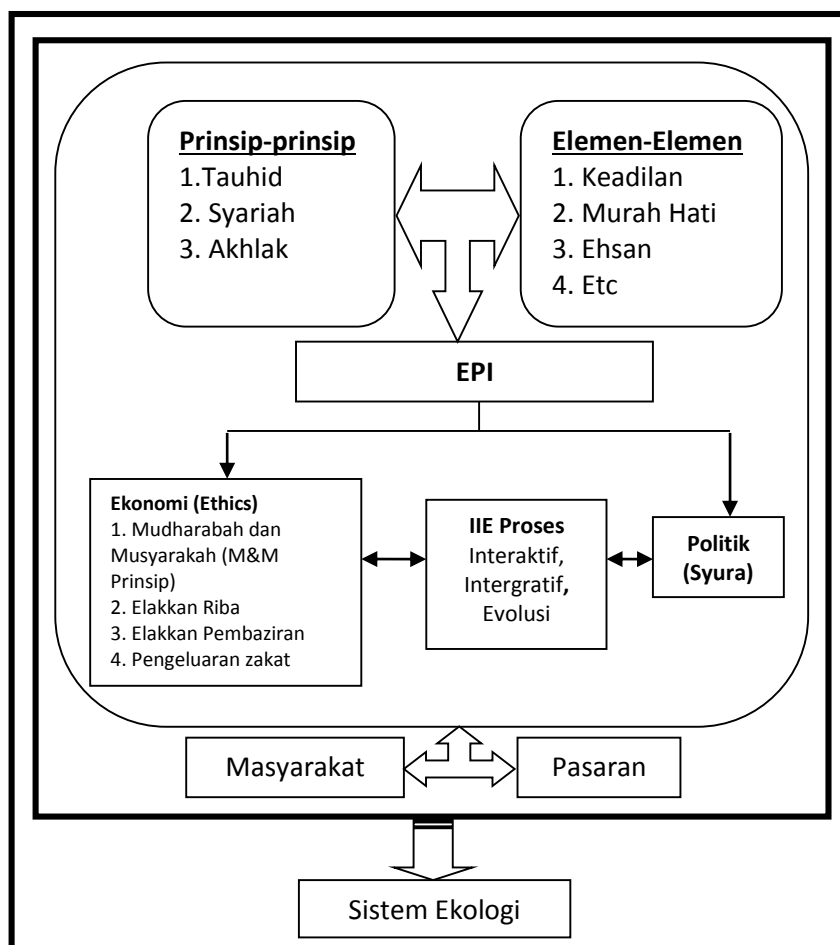 Prinsip-prinsip
1.Tauhid
2. Syariah
3. Akhlak
Elemen-Elemen
1. Keadilan
2. Murah Hati
3. Ehsan
4. Etc
EPI
Ekonomi (Ethics)
1. Mudharabah dan
Musyarakah (M&M
Prinsip)
2. Elakkan Riba
3. Elakkan Pembaziran
4. Pengeluaran zakat
IIE Proses
Interaktif,
Intergratif,
Evolusi
Politik
(Syura)
Masyarakat
Pasaran
Sistem Ekologi